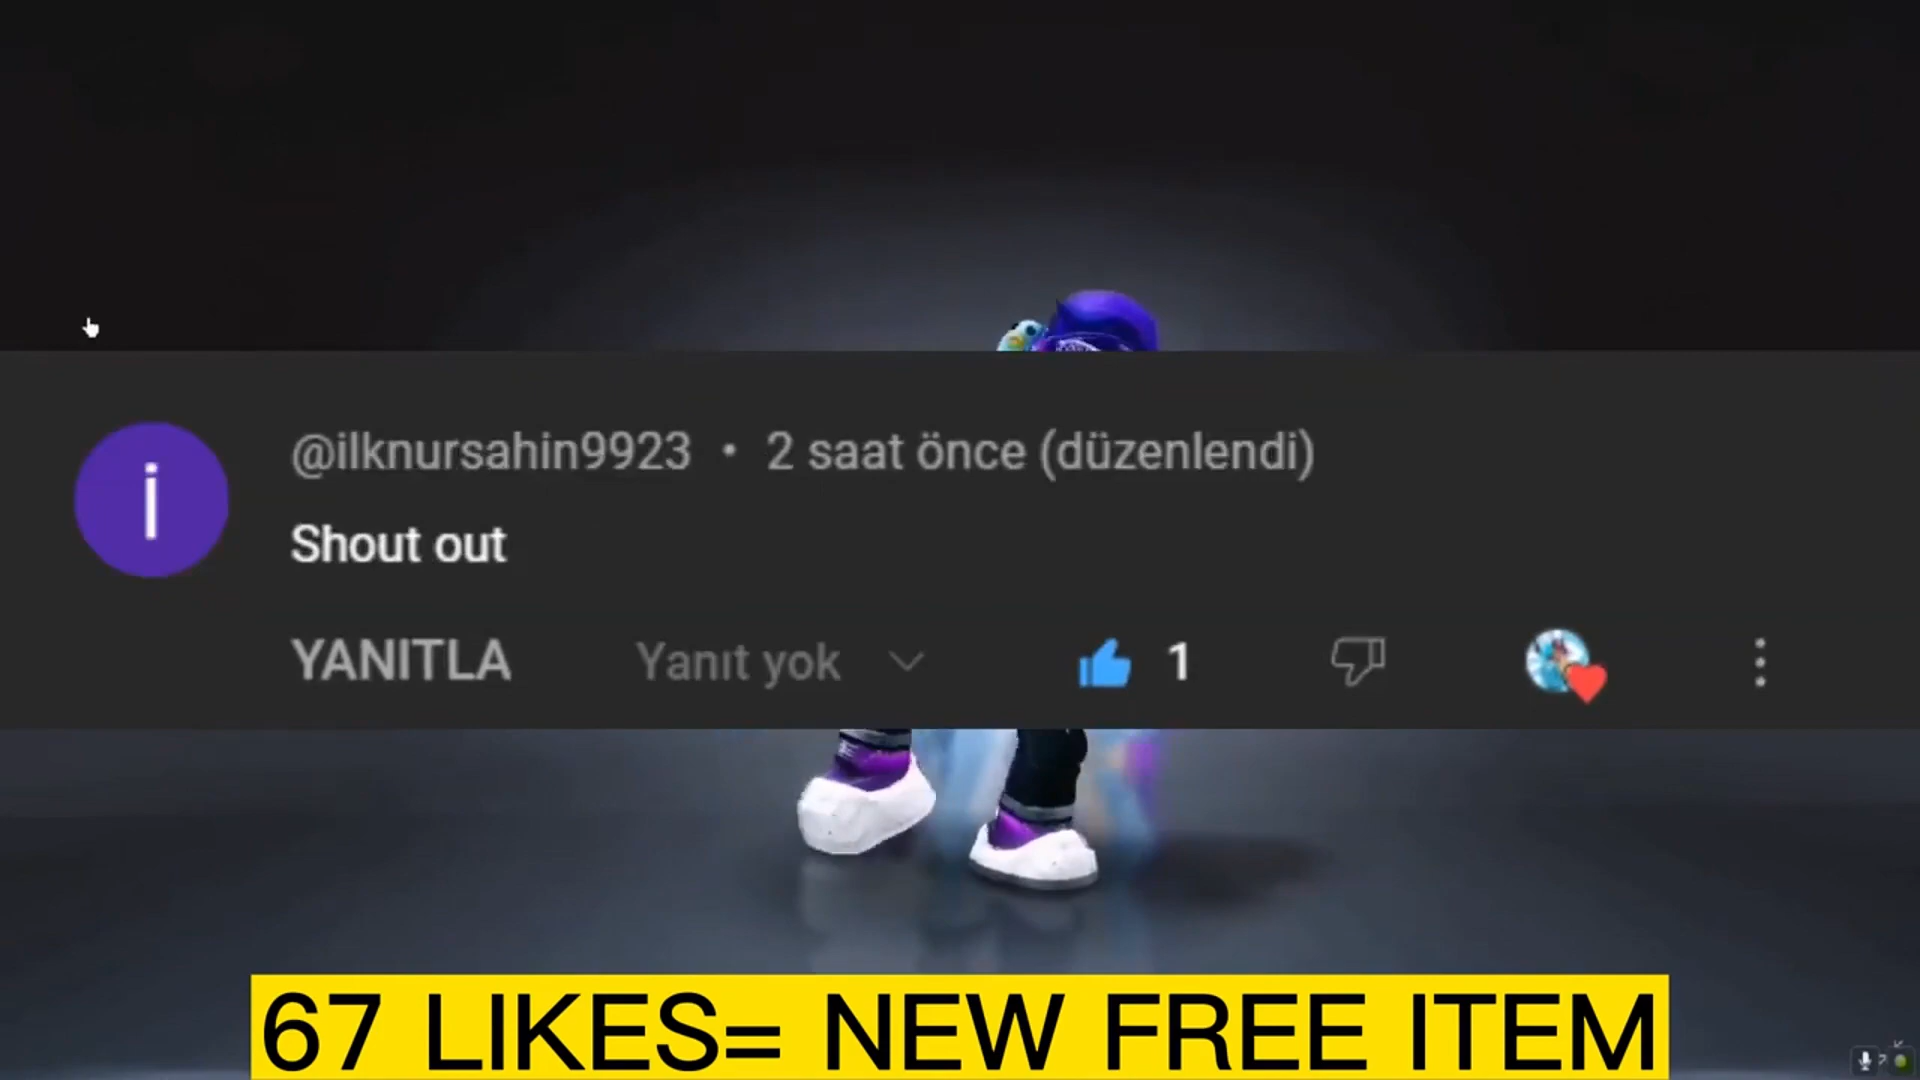 i
@ilknursahin9923 • 2 saat önce (düzenlendi)
Shout out
YANITLA Yanıt yok 1
67 LIKES= NEW FREE ITEM